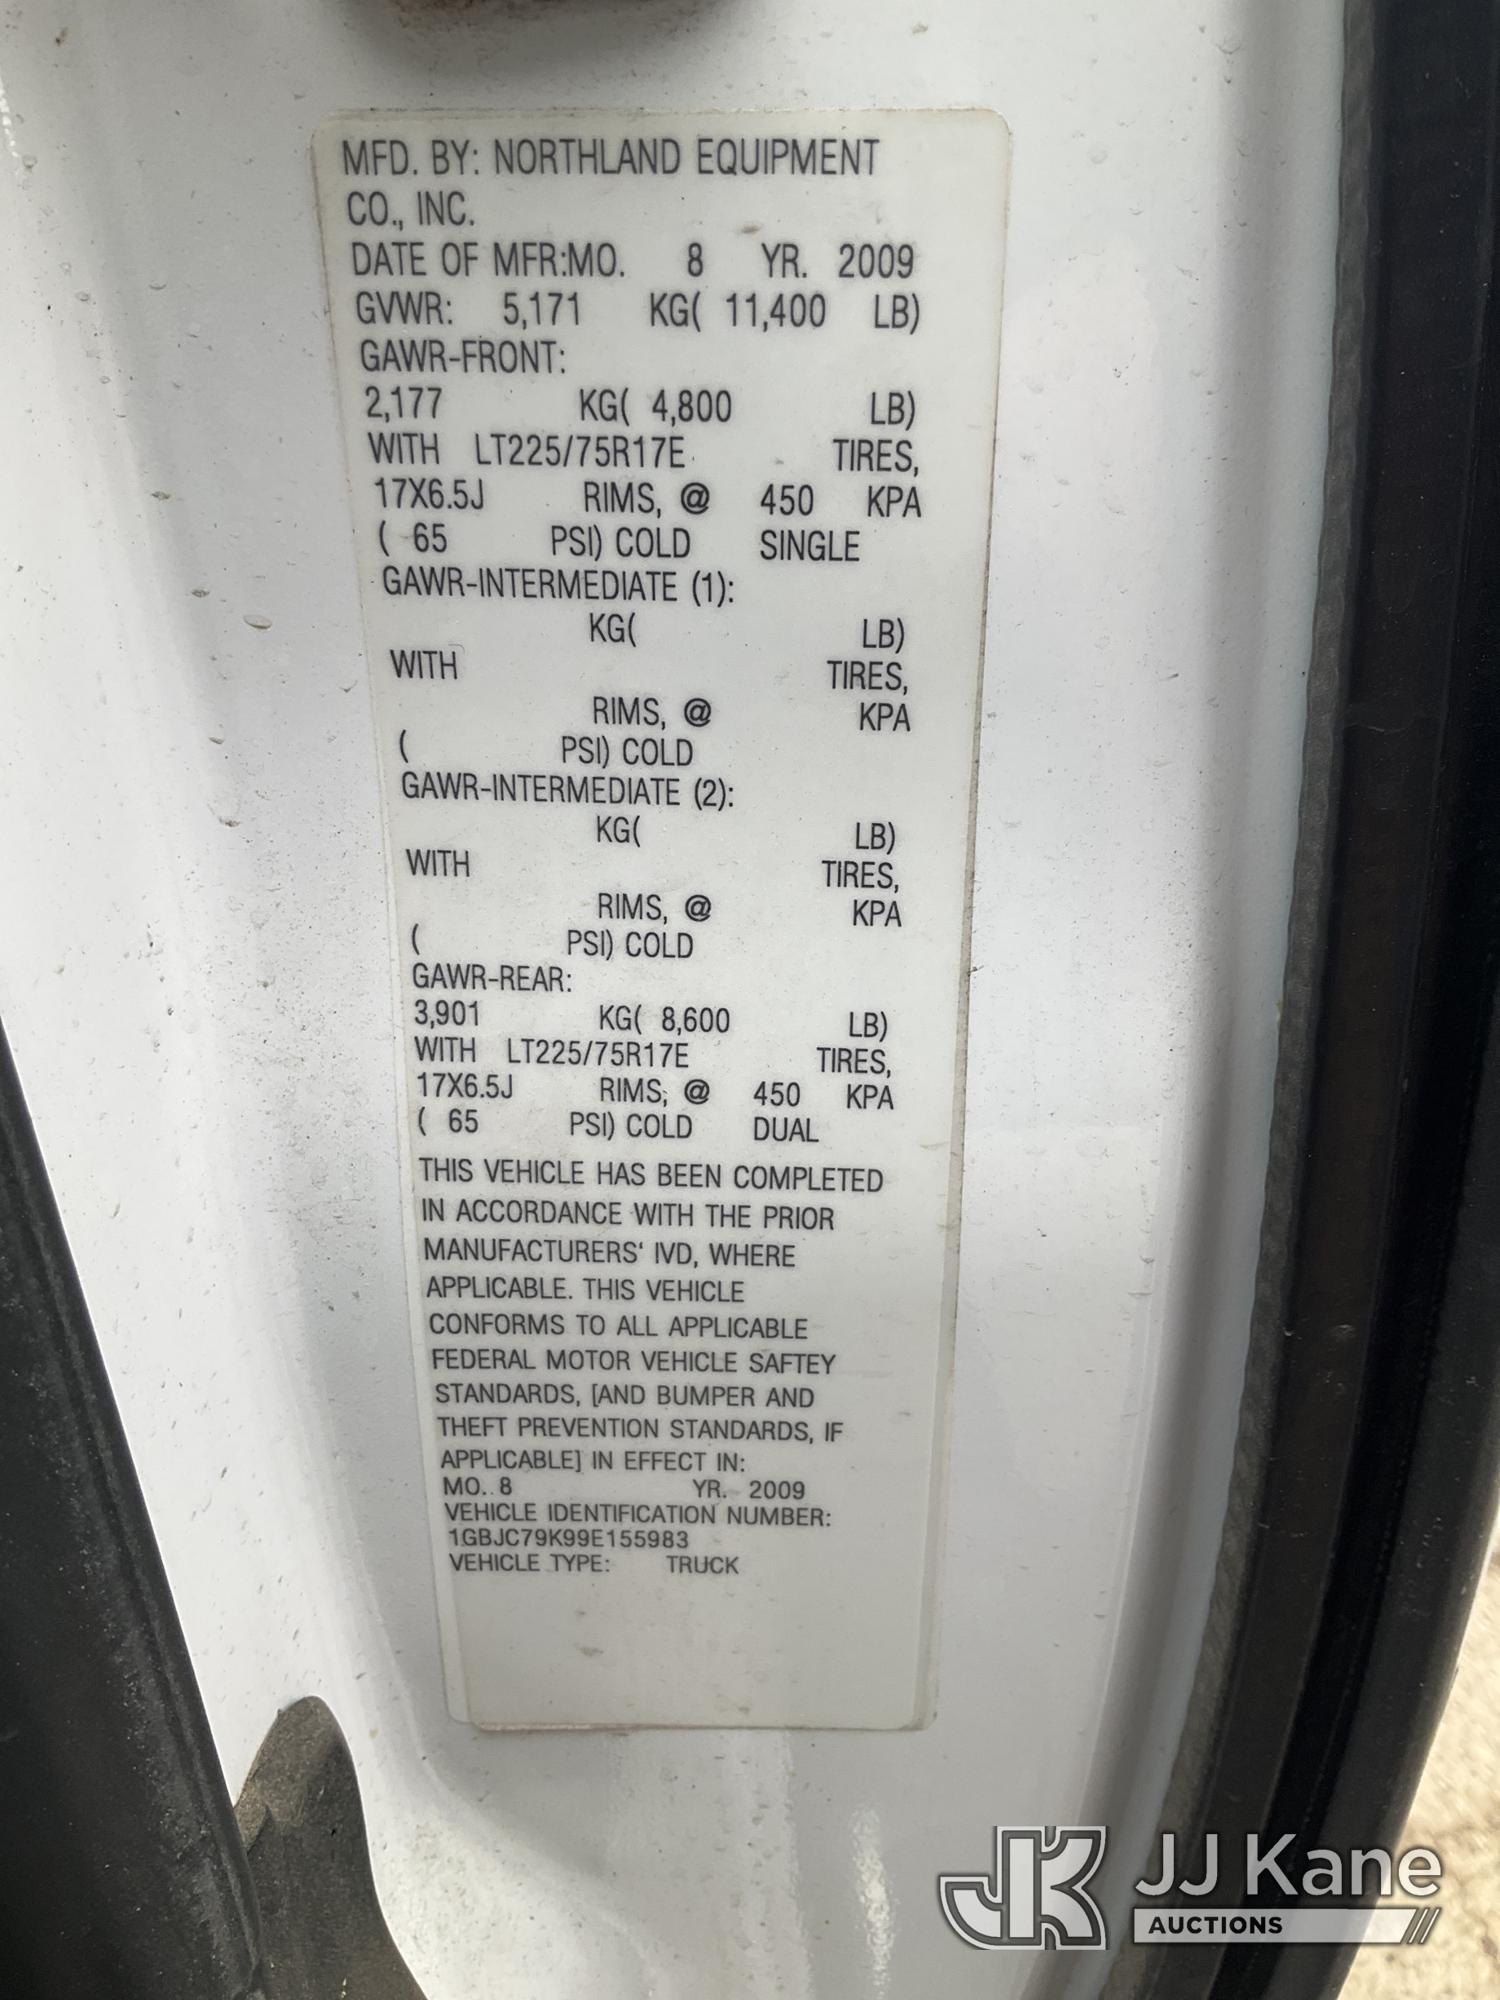 MFD. BY: NORTHLAND EQUIPMENT
CO., INC.
DATE OF MFR:MO. 8 YR. 2009
GVWR: 5,171 KG( 11,400 LB)
GAWR-FRONT:
2,177 KG( 4,800 LB)
WITH LT225/75R17E TIRES,
17X6.5J RIMS, @ 450 KPA
( 65 PSI) COLD SINGLE
GAWR-INTERMEDIATE (1):
KG( LB)
WITH TIRES,
RIMS, @ KPA
( PSI) COLD
GAWR-INTERMEDIATE (2):
KG( LB)
WITH TIRES,
RIMS, @ KPA
( PSI) COLD
GAWR-REAR:
3,901 KG( 8,600 LB)
WITH LT225/75R17E TIRES,
17X6.5J RIMS, @ 450 KPA
( 65 PSI) COLD DUAL
THIS VEHICLE HAS BEEN COMPLETED
IN ACCORDANCE WITH THE PRIOR
MANUFACTURERS' IVD, WHERE
APPLICABLE. THIS VEHICLE
CONFORMS TO ALL APPLICABLE
FEDERAL MOTOR VEHICLE SAFTEY
STANDARDS, [AND BUMPER AND
THEFT PREVENTION STANDARDS, IF
APPLICABLE] IN EFFECT IN:
MO. 8 YR. 2009
VEHICLE IDENTIFICATION NUMBER:
1GBJC79K99E155983
VEHICLE TYPE: TRUCK
JK JJ Kane
AUCTIONS